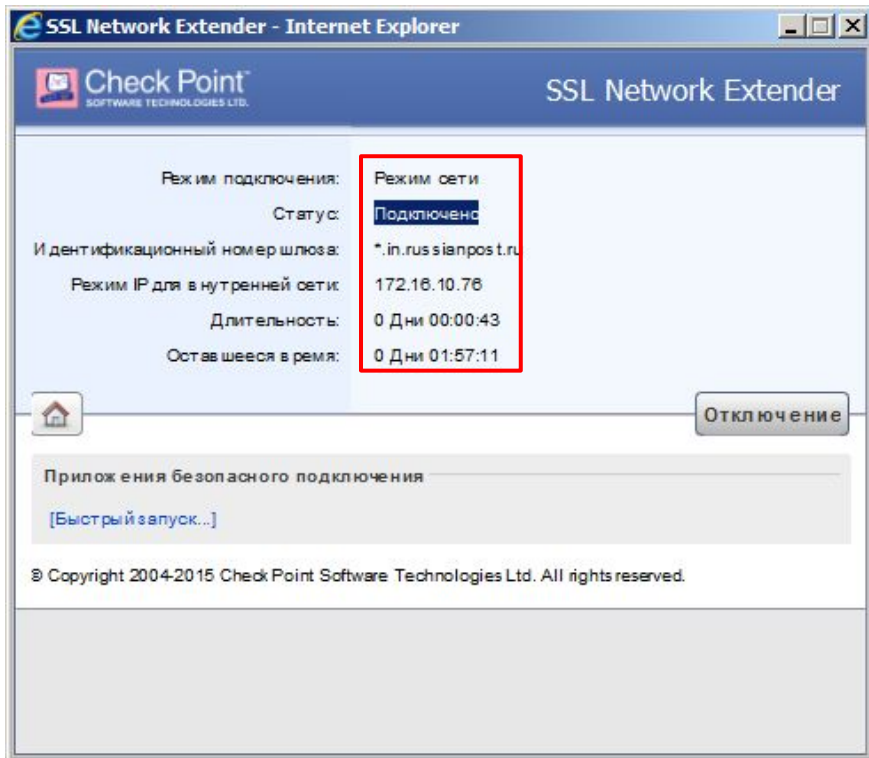 SSL Network Extender - Internet Explorer
Check Point
SOFTWARE TECHNOLOGIES LTD.
SSL Network Extender
Режим подключения: Режим сети
Статус: Подключено
Идентификационный номер шлюза: *.in.russianpost.ru
Режим IP для внутренней сети: 172.16.10.76
Длительность: 0 Дни 00:00:43
Оставшееся время: 0 Дни 01:57:11
Отключение
Приложения безопасного подключения
[Быстрый запуск...]
© Copyright 2004-2015 Check Point Software Technologies Ltd. All rights reserved.